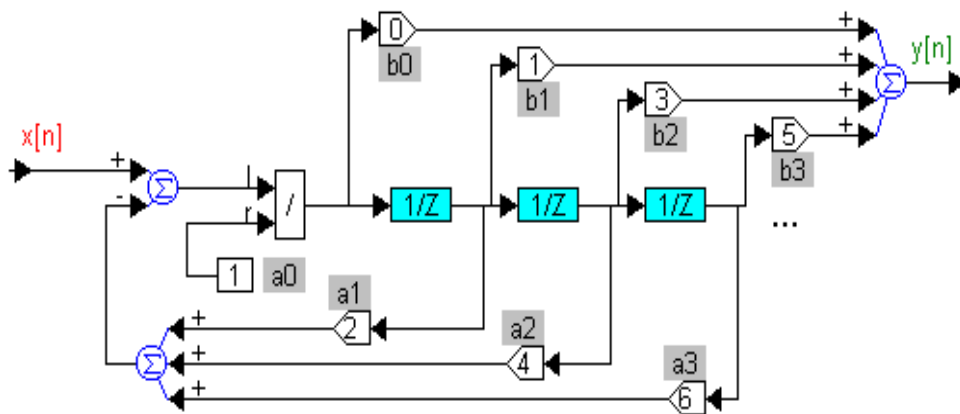 0
+
b0
y[n]
1
+
Σ
b1
3
+
b2
x[n]
5
+
b3
+
l
Σ
-
/
1/Z
1/Z
1/Z
r
...
1
a0
a1
+
2
a2
Σ
+
4
a3
+
6